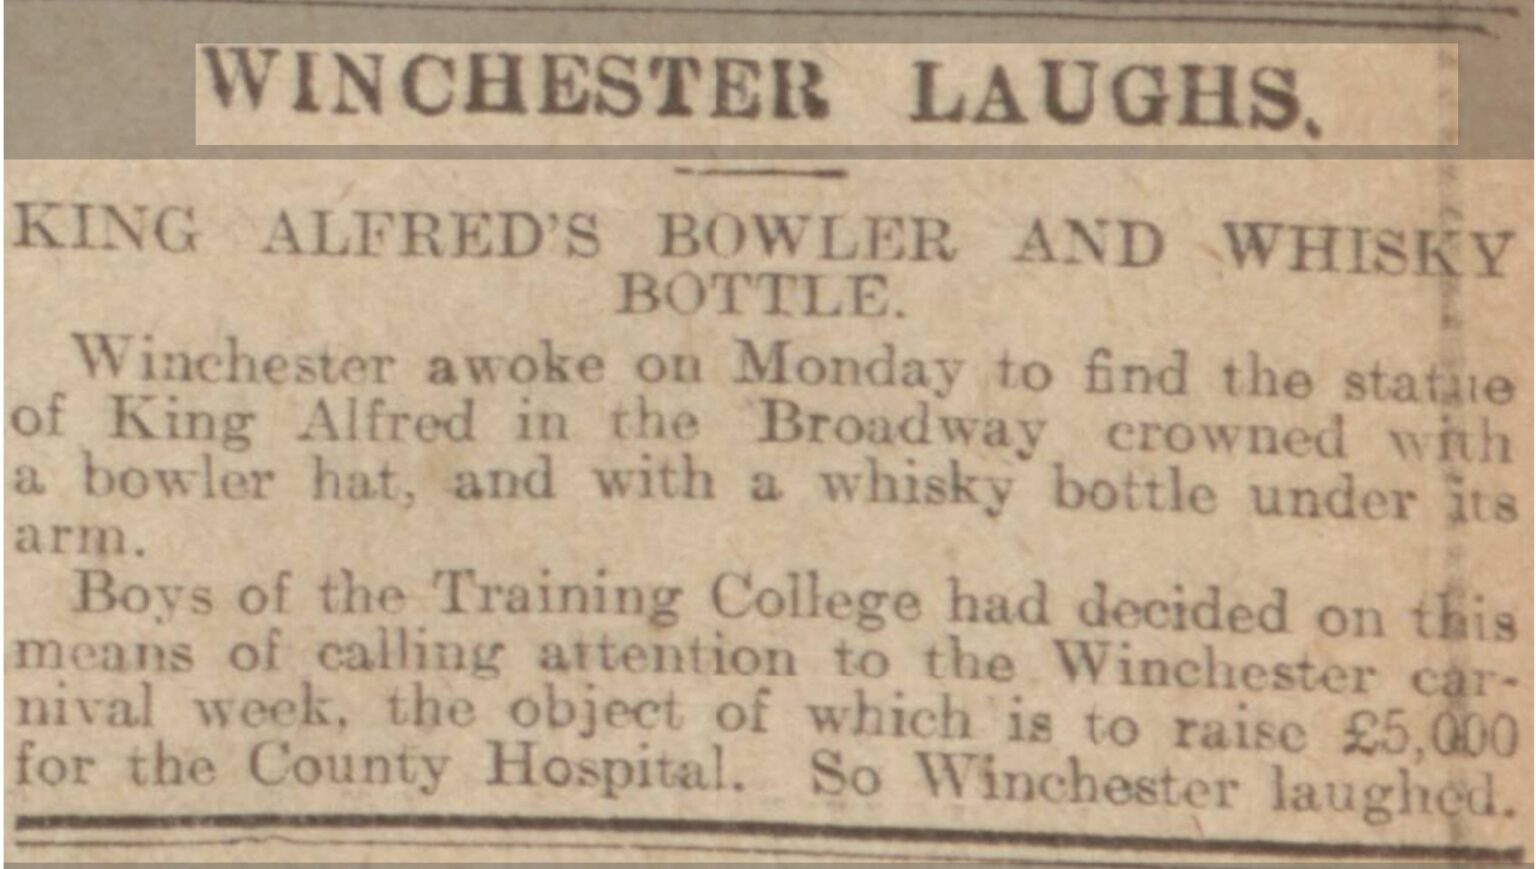 WINCHESTER LAUGHS.
KING ALFRED'S BOWLER AND WHISKY
BOTTLE.
Winchester awoke on Monday to find the statue
of King Alfred in the Broadway crowned with
a bowler hat, and with a whisky bottle under its
arm.
Boys of the Training College had decided on this
means of calling attention to the Winchester car-
nival week, the object of which is to raise £5,000
for the County Hospital. So Winchester laughed.